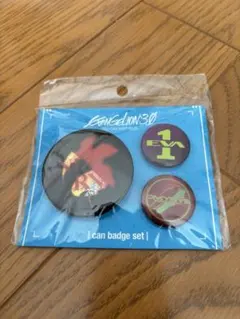 EVANGELION:3.0
EVA
1
| can badge set |